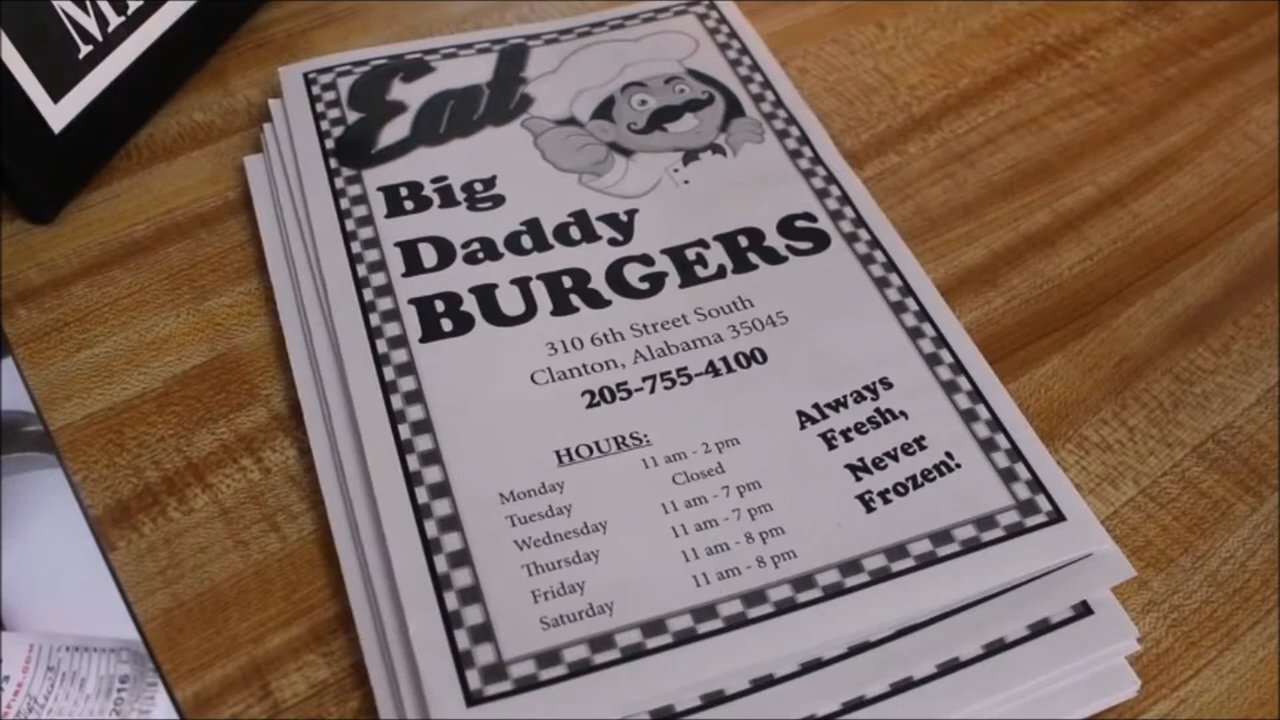 Eat
Big
Daddy
BURGERS
310 6th Street South
Clanton, Alabama 35045
205-755-4100
Always
Fresh,
Never
Frozen!
HOURS:
Monday 11 am - 2 pm
Tuesday Closed
Wednesday 11 am - 7 pm
Thursday 11 am - 7 pm
Friday 11 am - 8 pm
Saturday 11 am - 8 pm
2016